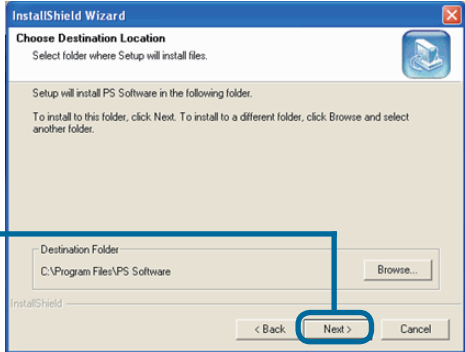 InstallShield Wizard
Choose Destination Location
Select folder where Setup will install files.
Setup will install PS Software in the following folder.
To install to this folder, click Next. To install to a different folder, click Browse and select
another folder.
Destination Folder
C:\Program Files\PS Software
Browse...
InstallShield
< Back
Next >
Cancel